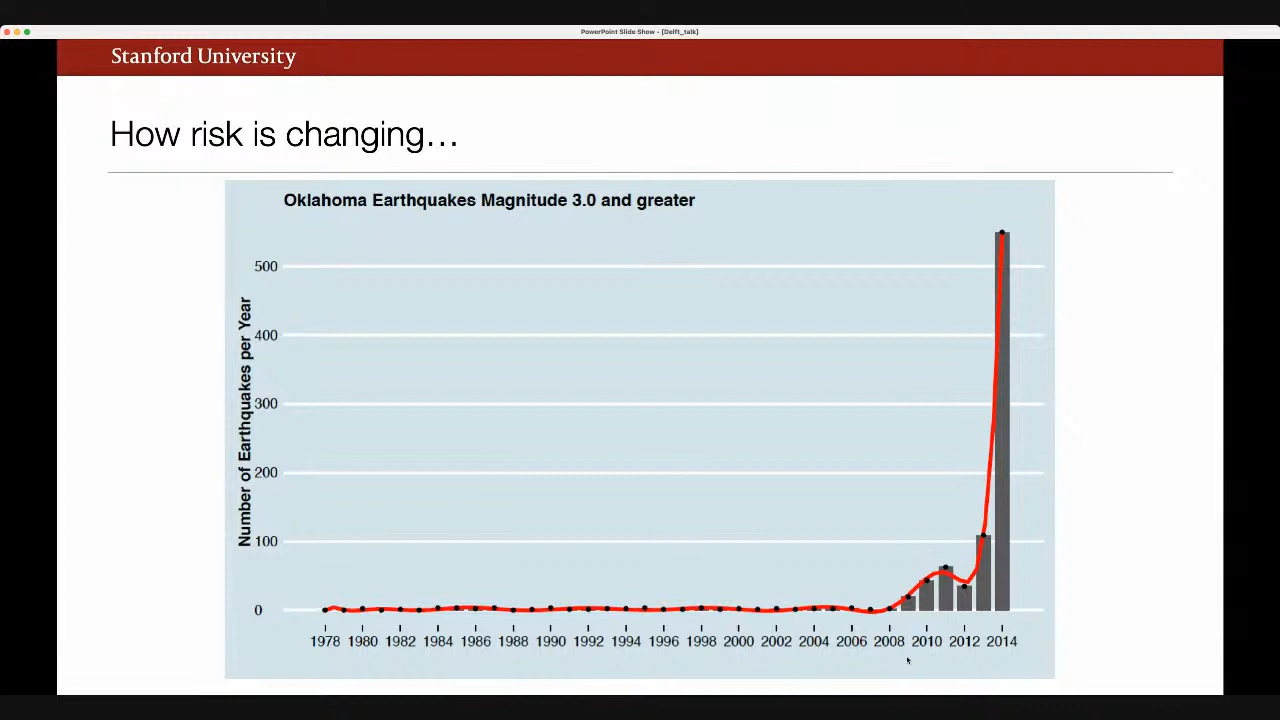 PowerPoint Slide Show - [Delft_talk]
Stanford University
How risk is changing...
Oklahoma Earthquakes Magnitude 3.0 and greater
Number of Earthquakes per Year
500
400
300
200
100
0
1978 1980 1982 1984 1986 1988 1990 1992 1994 1996 1998 2000 2002 2004 2006 2008 2010 2012 2014